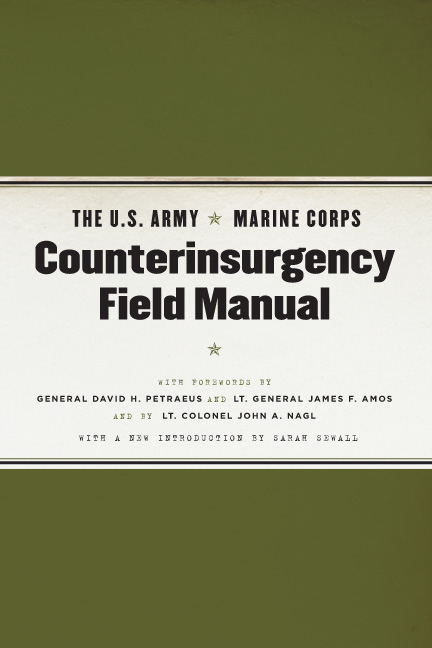 THE U.S. ARMY ☆ MARINE CORPS
Counterinsurgency
Field Manual
WITH FOREWORDS BY
GENERAL DAVID H. PETRAEUS AND LT. GENERAL JAMES F. AMOS
AND BY LT. COLONEL JOHN A. NAGL
WITH A NEW INTRODUCTION BY SARAH SEWALL